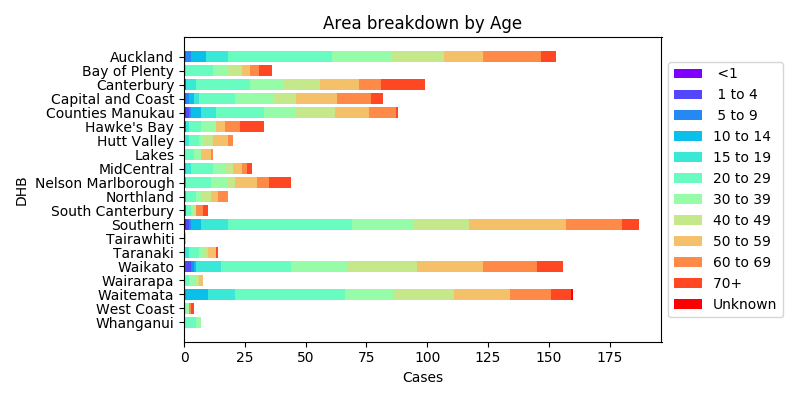 Area breakdown by Age
DHB
Auckland
Bay of Plenty
Canterbury
Capital and Coast
Counties Manukau
Hawke's Bay
Hutt Valley
Lakes
MidCentral
Nelson Marlborough
Northland
South Canterbury
Southern
Tairawhiti
Taranaki
Waikato
Wairarapa
Waitemata
West Coast
Whanganui
0 25 50 75 100 125 150 175
Cases
<1
1 to 4
5 to 9
10 to 14
15 to 19
20 to 29
30 to 39
40 to 49
50 to 59
60 to 69
70+
Unknown